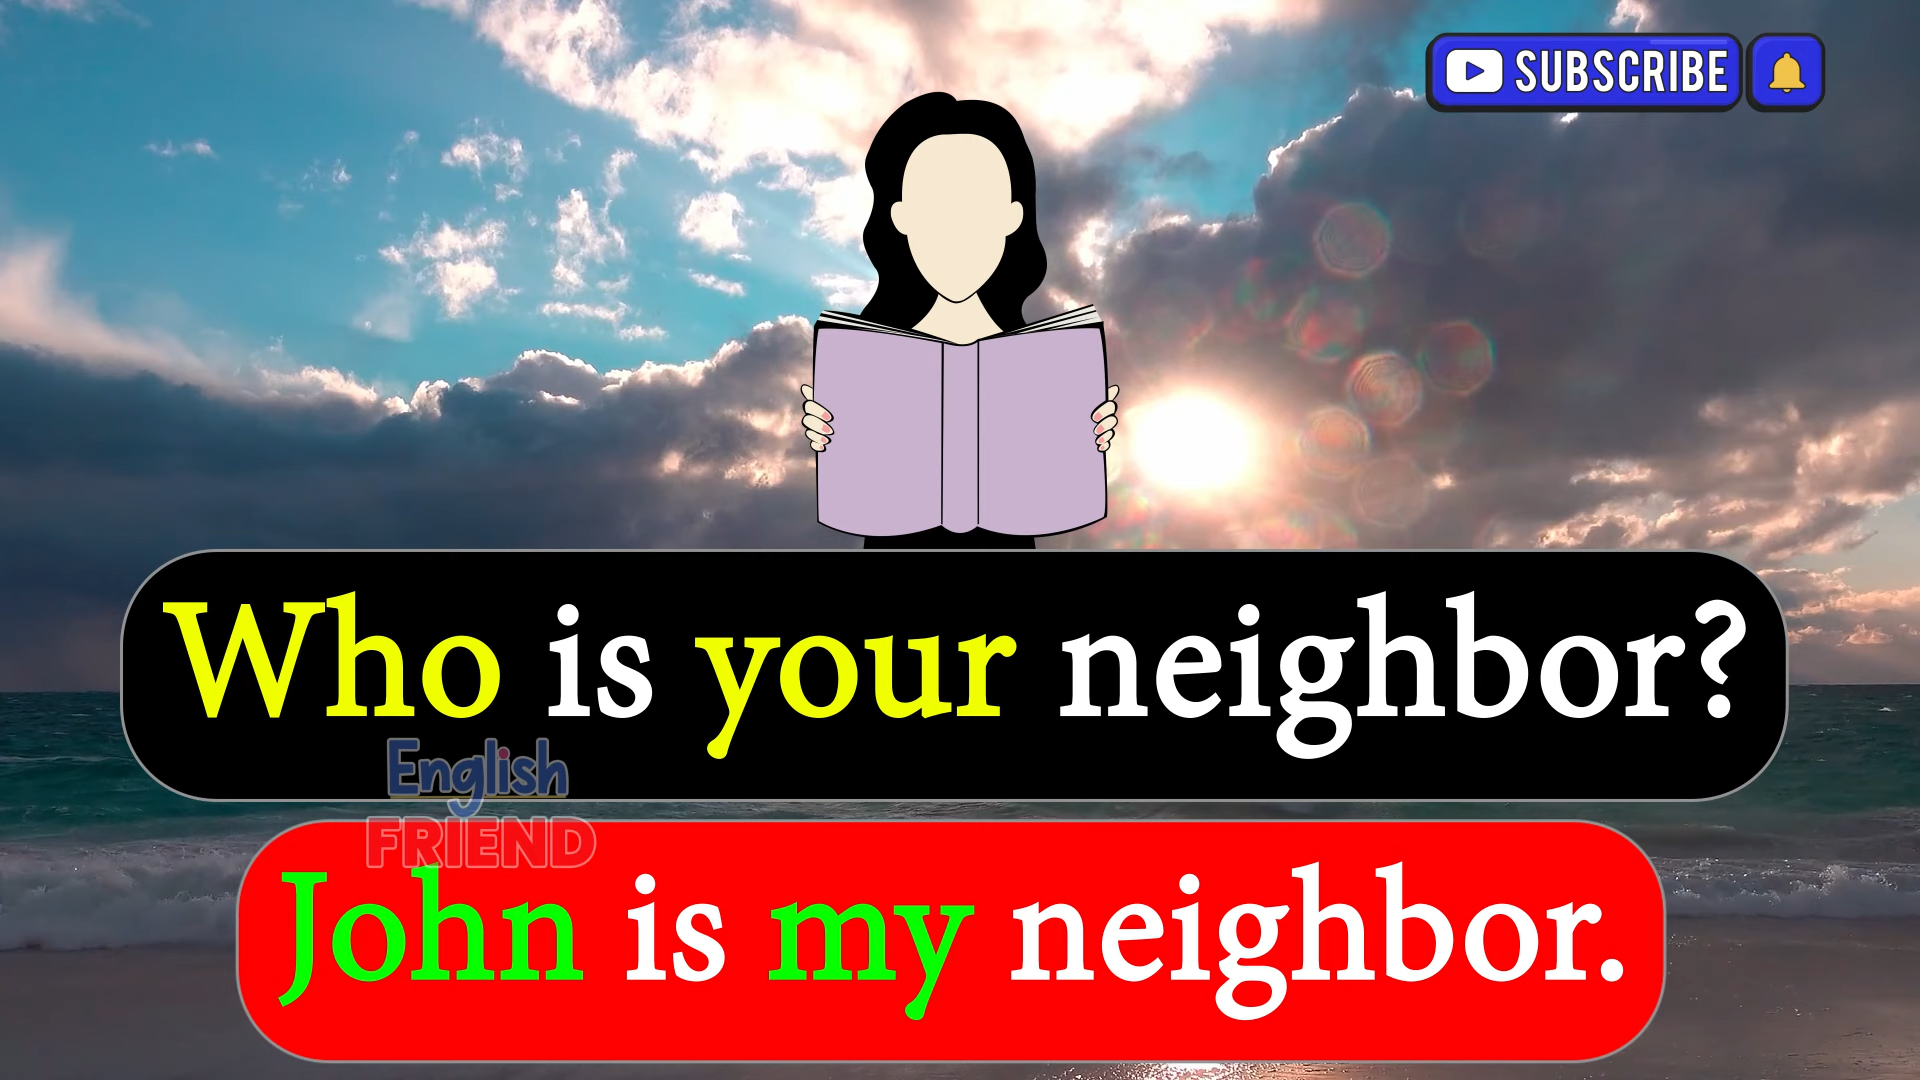 SUBSCRIBE
Who is your neighbor?
English
FRIEND
John is my neighbor.